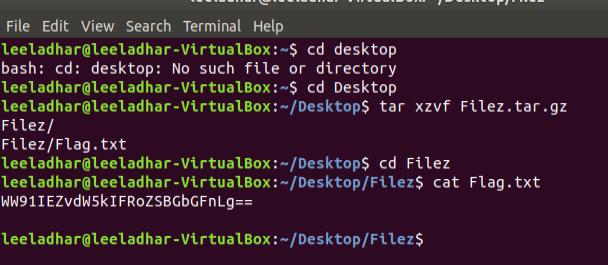 leeladhar-VirtualBox: ~/Desktop/Filez
File Edit View Search Terminal Help
leeladhar@leeladhar-VirtualBox:~$ cd desktop
bash: cd: desktop: No such file or directory
leeladhar@leeladhar-VirtualBox:~$ cd Desktop
leeladhar@leeladhar-VirtualBox:~/Desktop$ tar xzvf Filez.tar.gz
Filez/
Filez/Flag.txt
leeladhar@leeladhar-VirtualBox:~/Desktop$ cd Filez
leeladhar@leeladhar-VirtualBox:~/Desktop/Filez$ cat Flag.txt
WW91IEZvdW5kIFRoZSBGbGFnLg==
leeladhar@leeladhar-VirtualBox:~/Desktop/Filez$